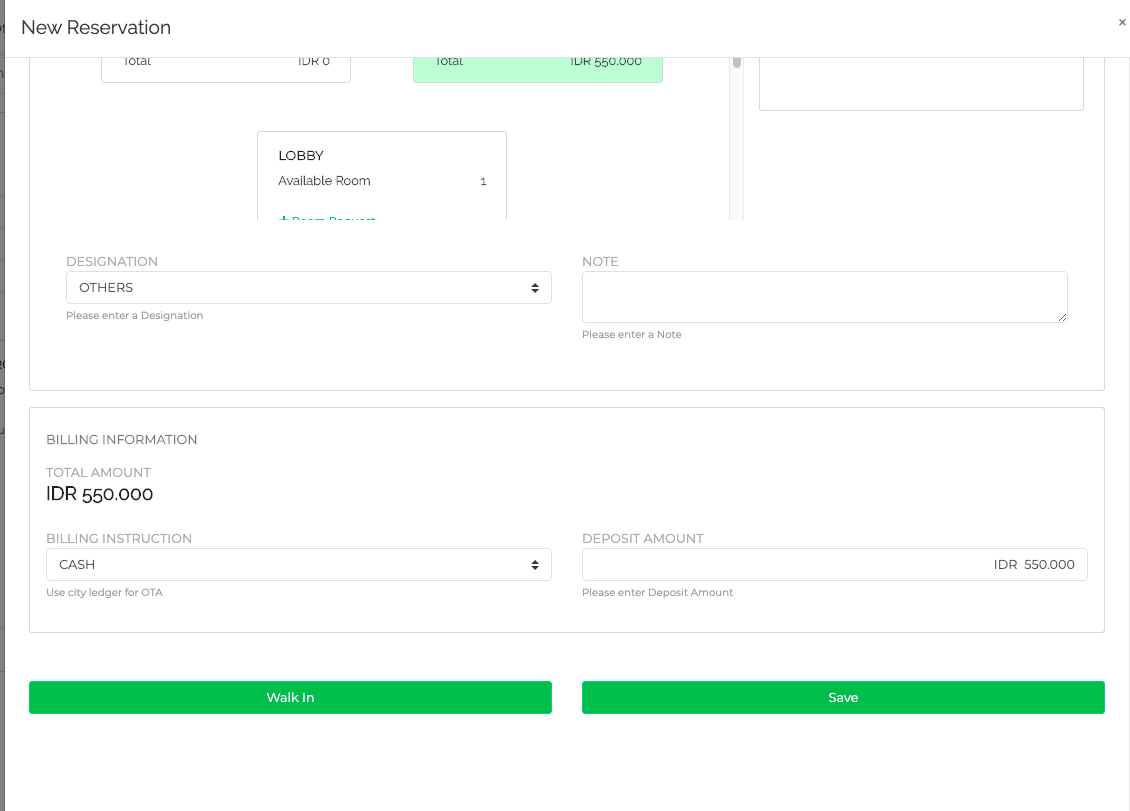 New Reservation
×
Total IDR 0
Total IDR 550.000
LOBBY
Available Room 1
+ Room Request
DESIGNATION
OTHERS
Please enter a Designation
NOTE
Please enter a Note
BILLING INFORMATION
TOTAL AMOUNT
IDR 550.000
BILLING INSTRUCTION
CASH
Use city ledger for OTA
DEPOSIT AMOUNT
IDR 550.000
Please enter Deposit Amount
Walk In
Save